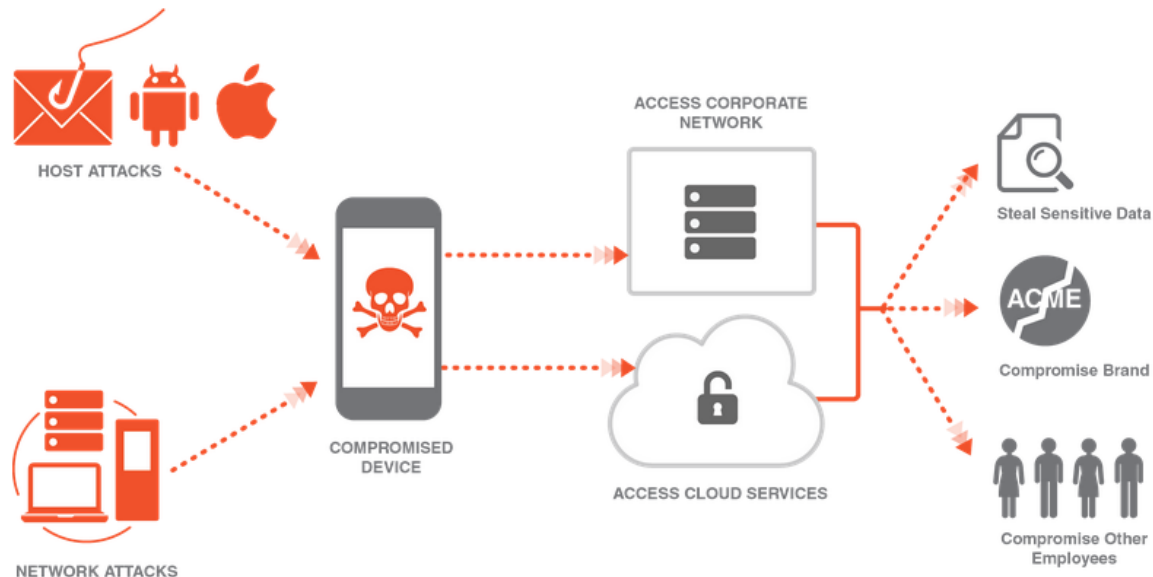 HOST ATTACKS
NETWORK ATTACKS
COMPROMISED
DEVICE
ACCESS CORPORATE
NETWORK
ACCESS CLOUD SERVICES
Steal Sensitive Data
ACME
Compromise Brand
Compromise Other
Employees